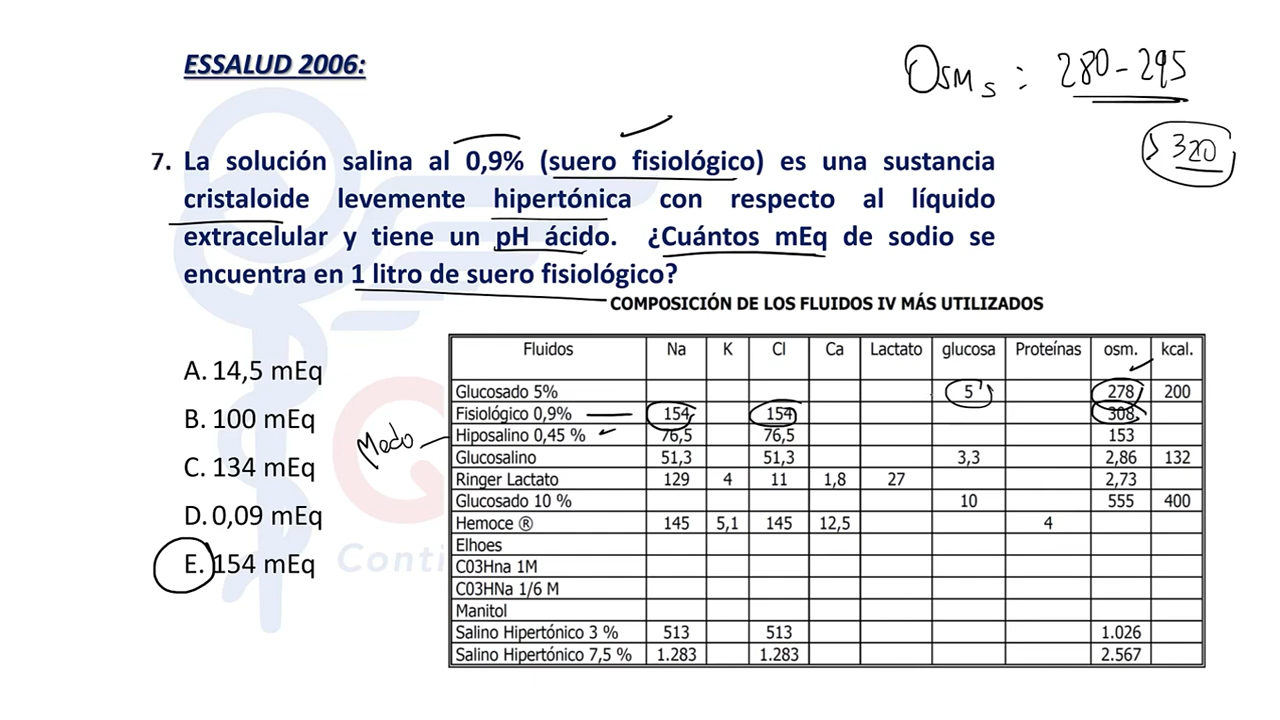 ESSALUD 2006:
Osm s : 280-295
> 320
7. La solución salina al 0,9% (suero fisiológico) es una sustancia
cristaloide levemente hipertónica con respecto al líquido
extracelular y tiene un pH ácido. ¿Cuántos mEq de sodio se
encuentra en 1 litro de suero fisiológico?
A. 14,5 mEq
B. 100 mEq
C. 134 mEq
D. 0,09 mEq
E. 154 mEq
Conti
COMPOSICIÓN DE LOS FLUIDOS IV MÁS UTILIZADOS
Fluidos Na K Cl Ca Lactato glucosa Proteínas osm. kcal.
Glucosado 5% 5 278 200
Fisiológico 0,9% 154 154 308
Hiposalino 0,45 % 76,5 76,5 153
Glucosalino 51,3 51,3 3,3 2,86 132
Ringer Lactato 129 4 11 1,8 27 2,73
Glucosado 10 % 10 555 400
Hemoce ® 145 5,1 145 12,5 4
Elhoes
C03Hna 1M
C03HNa 1/6 M
Manitol
Salino Hipertónico 3 % 513 513 1.026
Salino Hipertónico 7,5 % 1.283 1.283 2.567